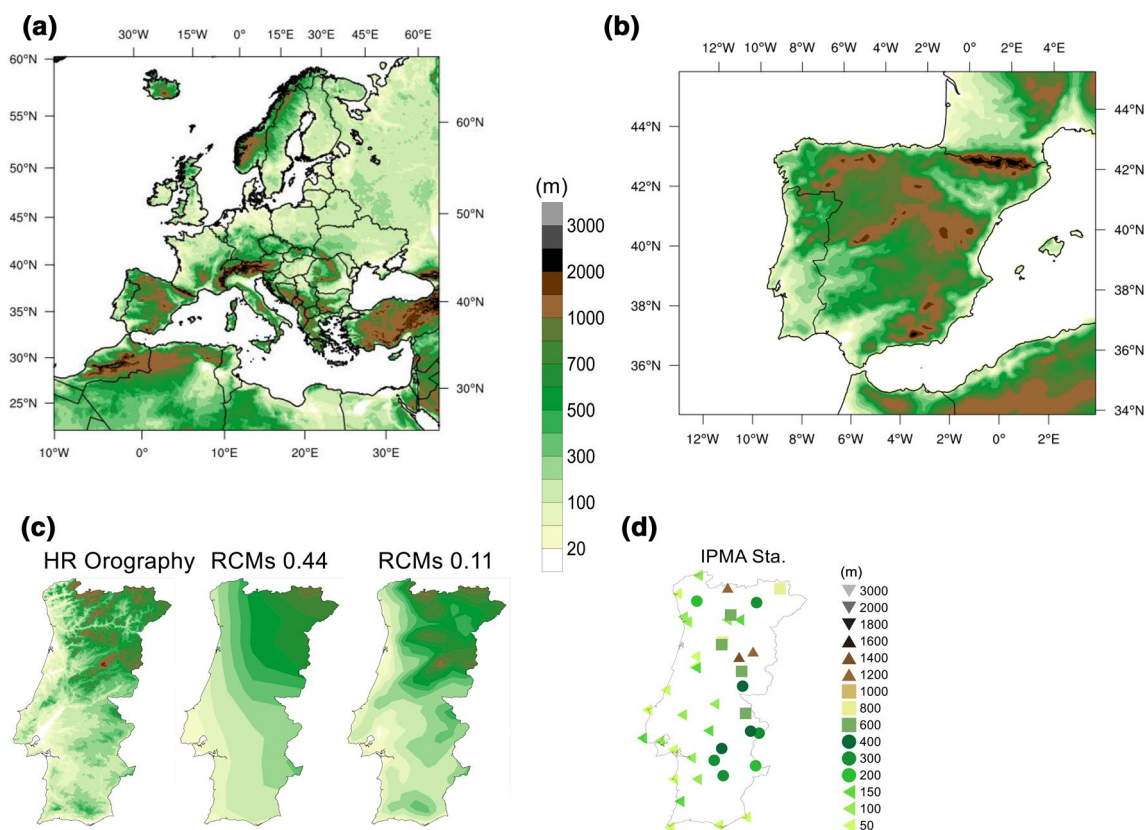 (a)
30°W 15°W 0° 15°E 30°E 45°E 60°E
60°N
55°N
50°N
45°N
40°N
35°N
30°N
25°N
60°N
50°N
40°N
30°N
10°W 0° 10°E 20°E 30°E
(m)
3000
2000
1000
700
500
300
100
20
(b)
12°W 10°W 8°W 6°W 4°W 2°W 0° 2°E 4°E
44°N
42°N
40°N
38°N
36°N
44°N
42°N
40°N
38°N
36°N
34°N
12°W 10°W 8°W 6°W 4°W 2°W 0° 2°E
(c)
HR Orography RCMs 0.44 RCMs 0.11
(d)
IPMA Sta.
(m)
3000
2000
1800
1600
1400
1200
1000
800
600
400
300
200
150
100
50